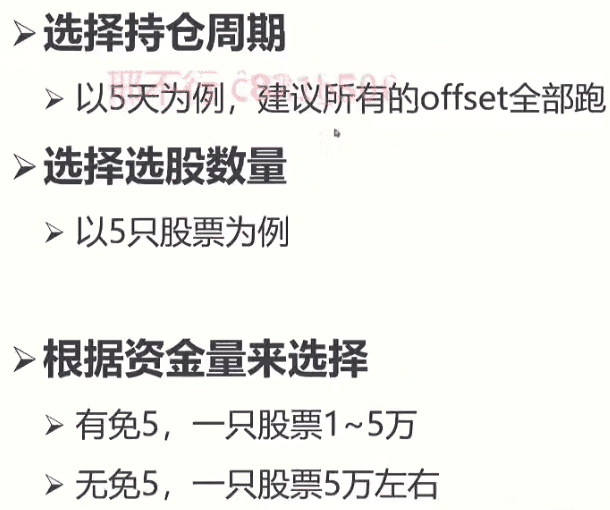 选择持仓周期
以5天为例，建议所有的offset全部跑
选择选股数量
以5只股票为例
根据资金量来选择
有免5，一只股票1~5万
无免5，一只股票5万左右